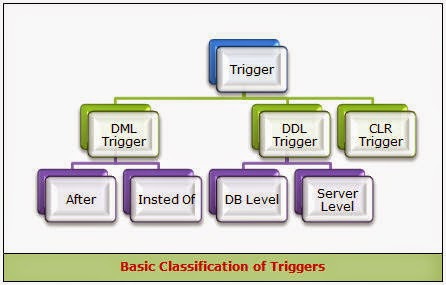 Trigger
DML
Trigger
DDL
Trigger
CLR
Trigger
After
Insted Of
DB Level
Server
Level
Basic Classification of Triggers